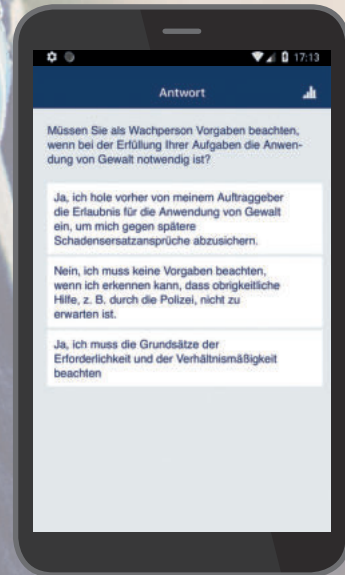 17:13
Antwort
Müssen Sie als Wachperson Vorgaben beachten,
wenn bei der Erfüllung Ihrer Aufgaben die Anwen-
dung von Gewalt notwendig ist?
Ja, ich hole vorher von meinem Auftraggeber
die Erlaubnis für die Anwendung von Gewalt
ein, um mich gegen spätere
Schadensersatzansprüche abzusichern.
Nein, ich muss keine Vorgaben beachten,
wenn ich erkennen kann, dass obrigkeitliche
Hilfe, z. B. durch die Polizei, nicht zu
erwarten ist.
Ja, ich muss die Grundsätze der
Erforderlichkeit und der Verhältnismäßigkeit
beachten